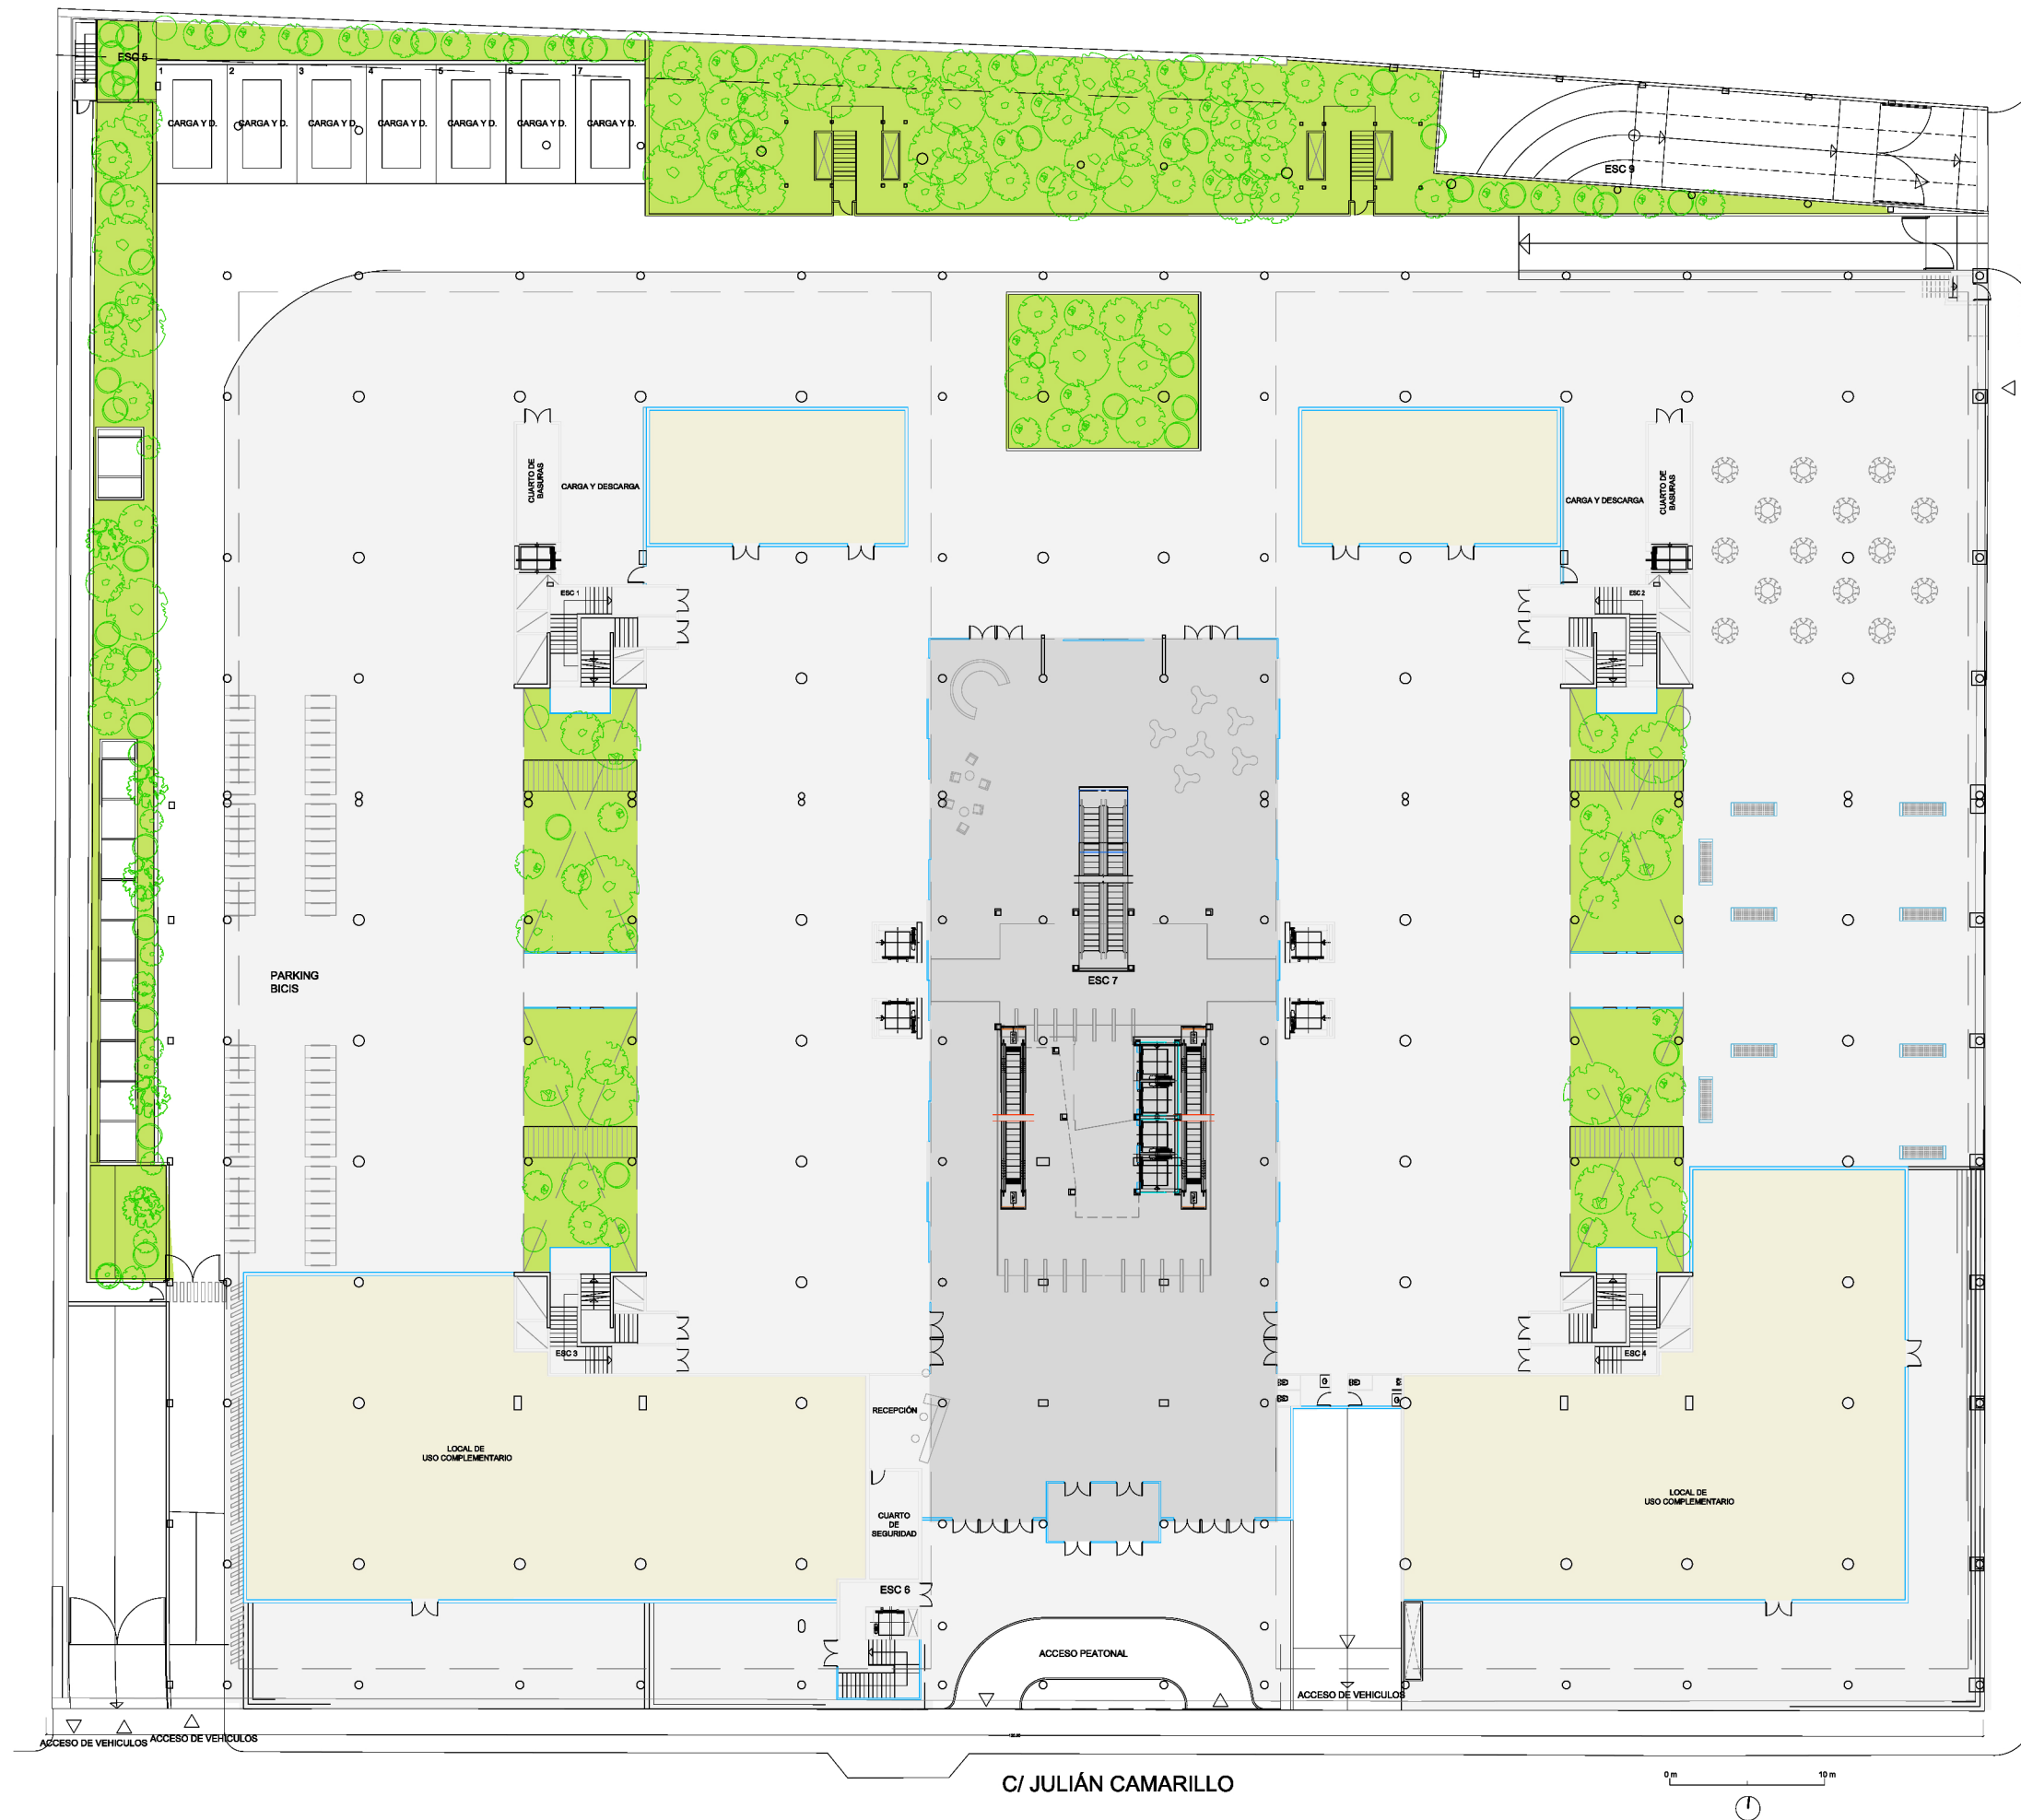 ESC 5
1
2
3
4
5
6
7
CARGA Y D.
CARGA Y D.
CARGA Y D.
CARGA Y D.
CARGA Y D.
CARGA Y D.
CARGA Y D.
ESC 9
CUARTO DE
BASURAS
CARGA Y DESCARGA
CARGA Y DESCARGA
CUARTO DE
BASURAS
ESC 1
ESC 2
PARKING
BICIS
ESC 7
ESC 3
ESC 4
RECEPCIÓN
LOCAL DE
USO COMPLEMENTARIO
LOCAL DE
USO COMPLEMENTARIO
CUARTO
DE
SEGURIDAD
ESC 6
ACCESO PEATONAL
ACCESO DE VEHICULOS
ACCESO DE VEHICULOS
ACCESO DE VEHICULOS
C/ JULIÁN CAMARILLO
0 m
10 m